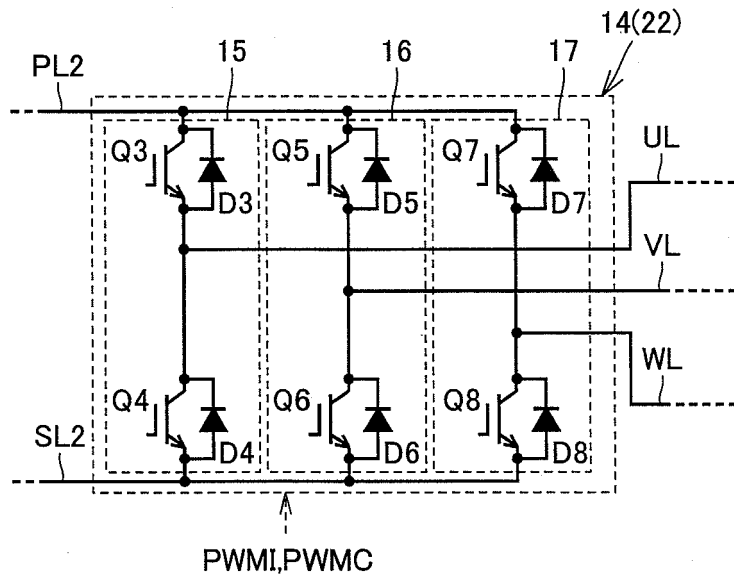 14(22)
15
16
17
PL2
UL
Q3
Q5
Q7
D3
D5
D7
VL
WL
Q4
Q6
Q8
D4
D6
D8
SL2
PWMI,PWMC